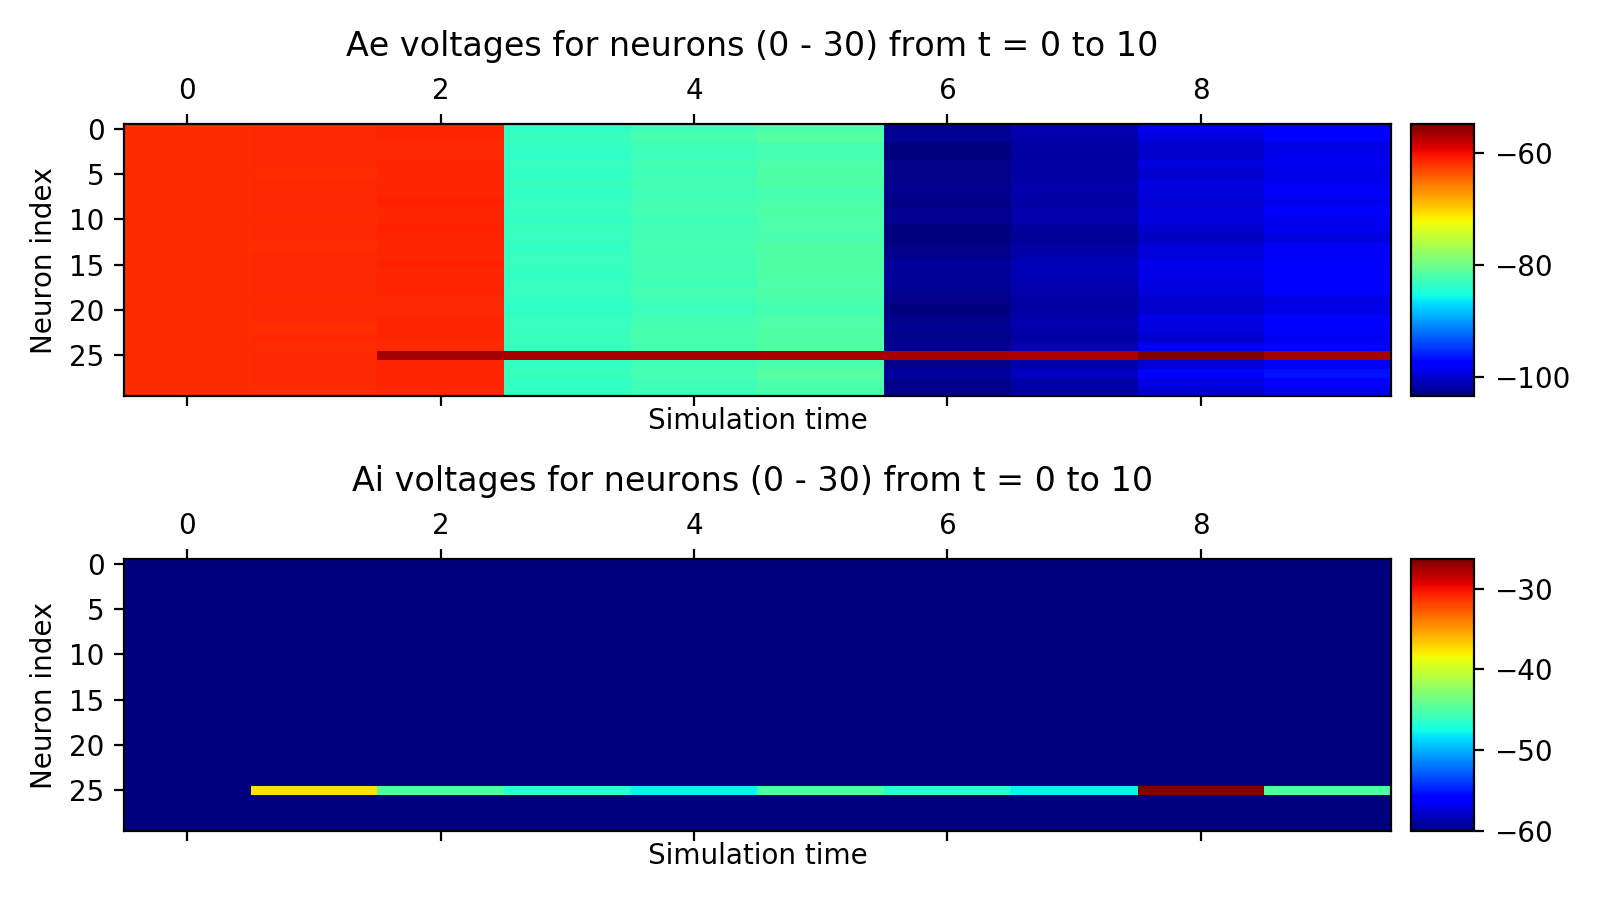 Ae voltages for neurons (0 - 30) from t = 0 to 10
0 2 4 6 8
Neuron index
0
5
10
15
20
25
Simulation time
−60
−80
−100
Ai voltages for neurons (0 - 30) from t = 0 to 10
0 2 4 6 8
Neuron index
0
5
10
15
20
25
Simulation time
−30
−40
−50
−60